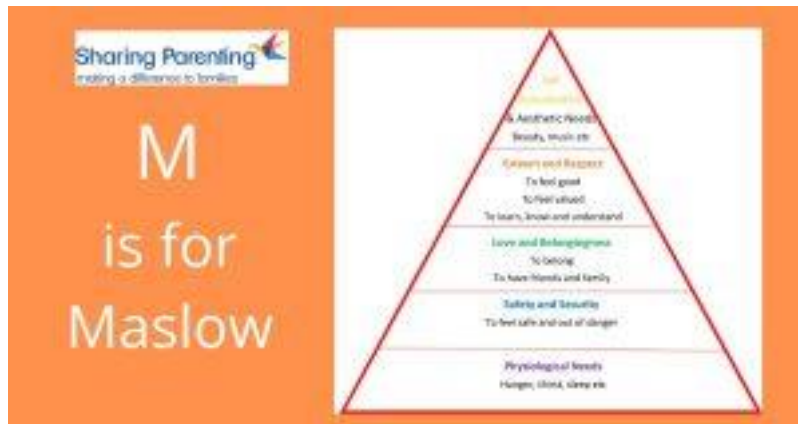 Sharing Parenting
making a difference to families
M
is for
Maslow
Self
& Aesthetic Needs
Beauty, music etc
Esteem and Respect
To feel good
To feel valued
To learn, know and understand
Love and Belongingness
To belong
To have friends and family
Safety and Security
To feel safe and out of danger
Physiological Needs
Hunger, thirst, sleep etc